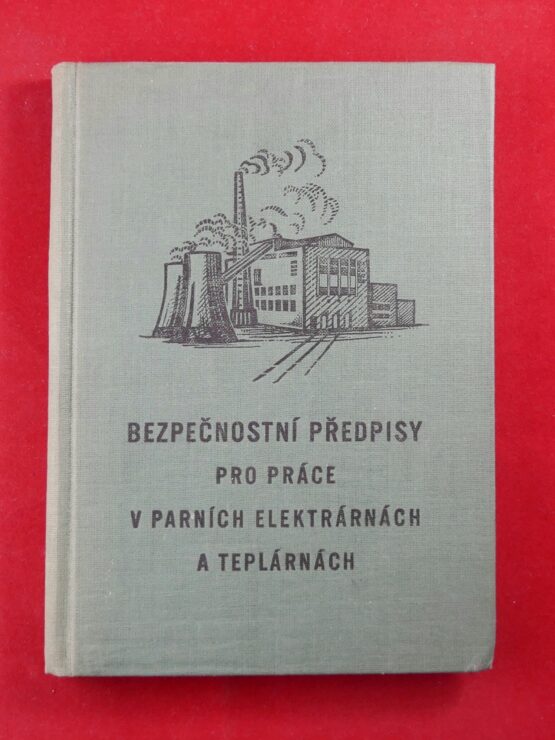 BEZPEČNOSTNÍ PŘEDPISY
PRO PRÁCE
V PARNÍCH ELEKTRÁRNÁCH
A TEPLÁRNÁCH